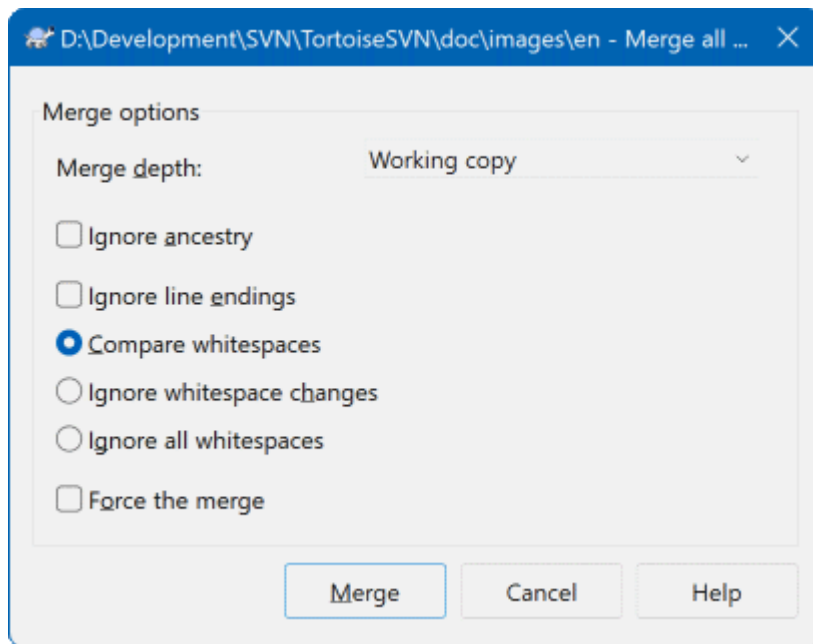 D:\Development\SVN\TortoiseSVN\doc\images\en - Merge all ...
Merge options
Merge depth: Working copy
Ignore ancestry
Ignore line endings
Compare whitespaces
Ignore whitespace changes
Ignore all whitespaces
Force the merge
Merge Cancel Help